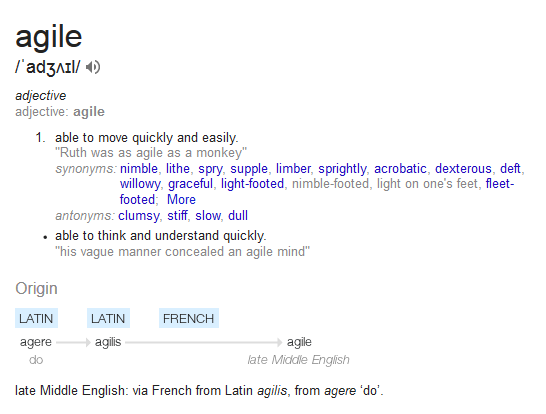 agile
/ˈadʒʌɪl/
adjective
adjective: agile
1. able to move quickly and easily.
"Ruth was as agile as a monkey"
synonyms: nimble, lithe, spry, supple, limber, sprightly, acrobatic, dexterous, deft,
willowy, graceful, light-footed, nimble-footed, light on one's feet, fleet-
footed; More
antonyms: clumsy, stiff, slow, dull
• able to think and understand quickly.
"his vague manner concealed an agile mind"
Origin
LATIN LATIN FRENCH
agere agilis agile
do late Middle English
late Middle English: via French from Latin agilis, from agere ‘do’.